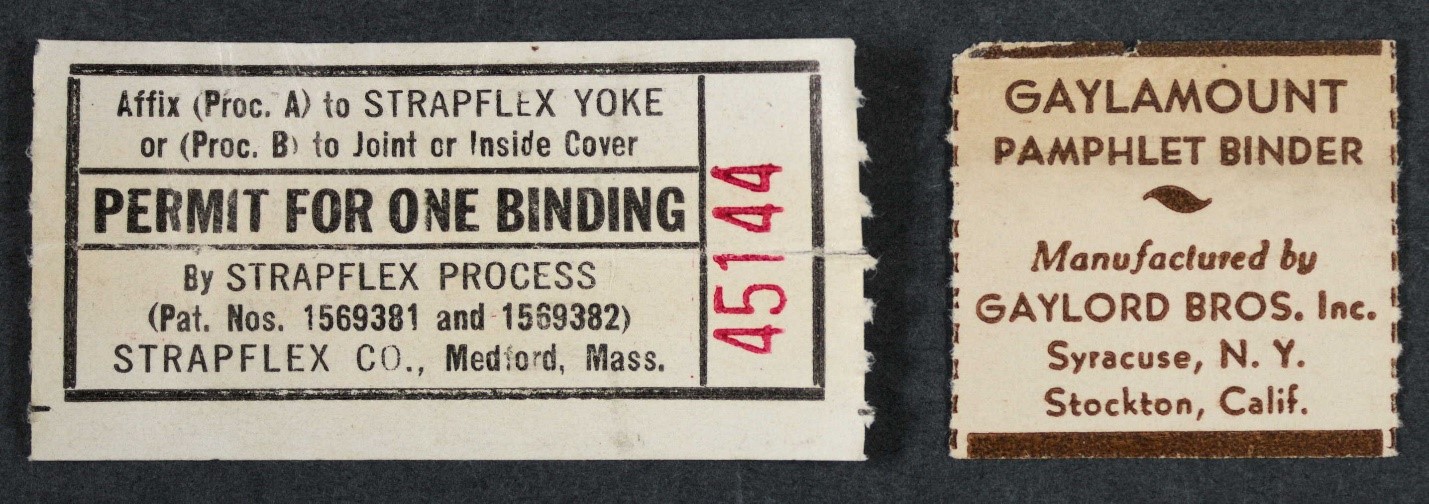 Affix (Proc. A) to STRAPFLEX YOKE
or (Proc. B) to Joint or Inside Cover
PERMIT FOR ONE BINDING
By STRAPFLEX PROCESS
(Pat. Nos. 1569381 and 1569382)
STRAPFLEX CO., Medford, Mass.
45144
GAYLAMOUNT
PAMPHLET BINDER
Manufactured by
GAYLORD BROS. Inc.
Syracuse, N. Y.
Stockton, Calif.